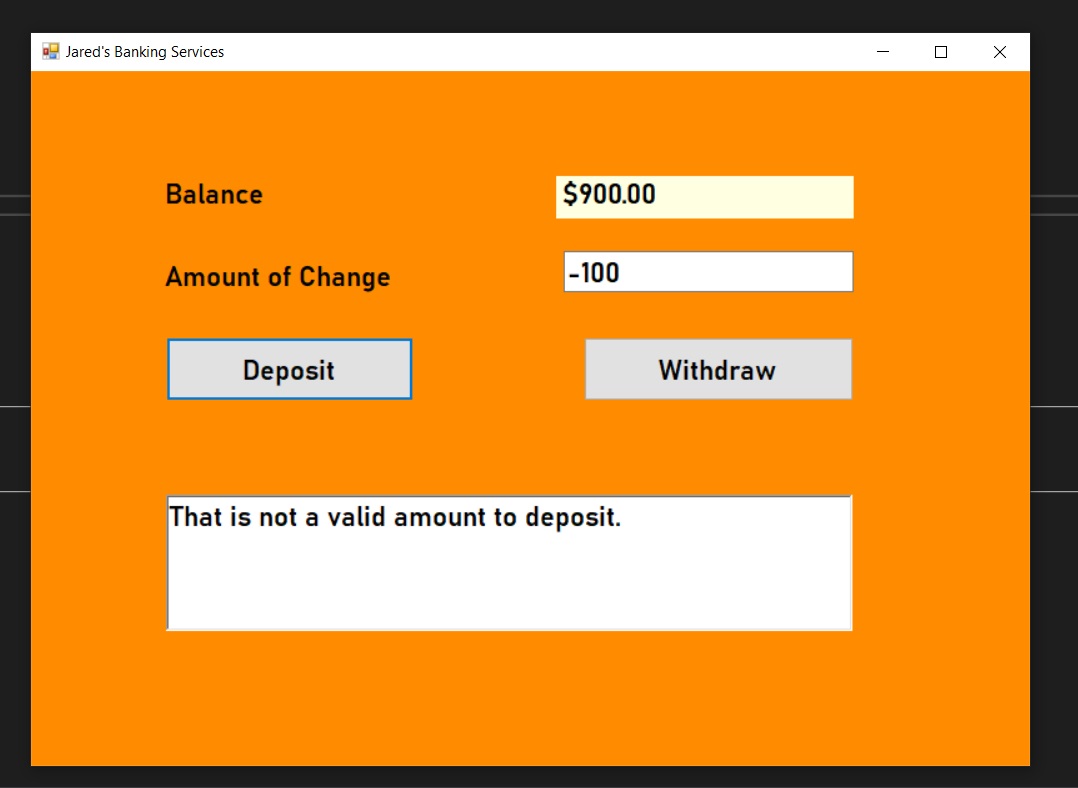 Jared's Banking Services
Balance
$900.00
Amount of Change
-100
Deposit
Withdraw
That is not a valid amount to deposit.